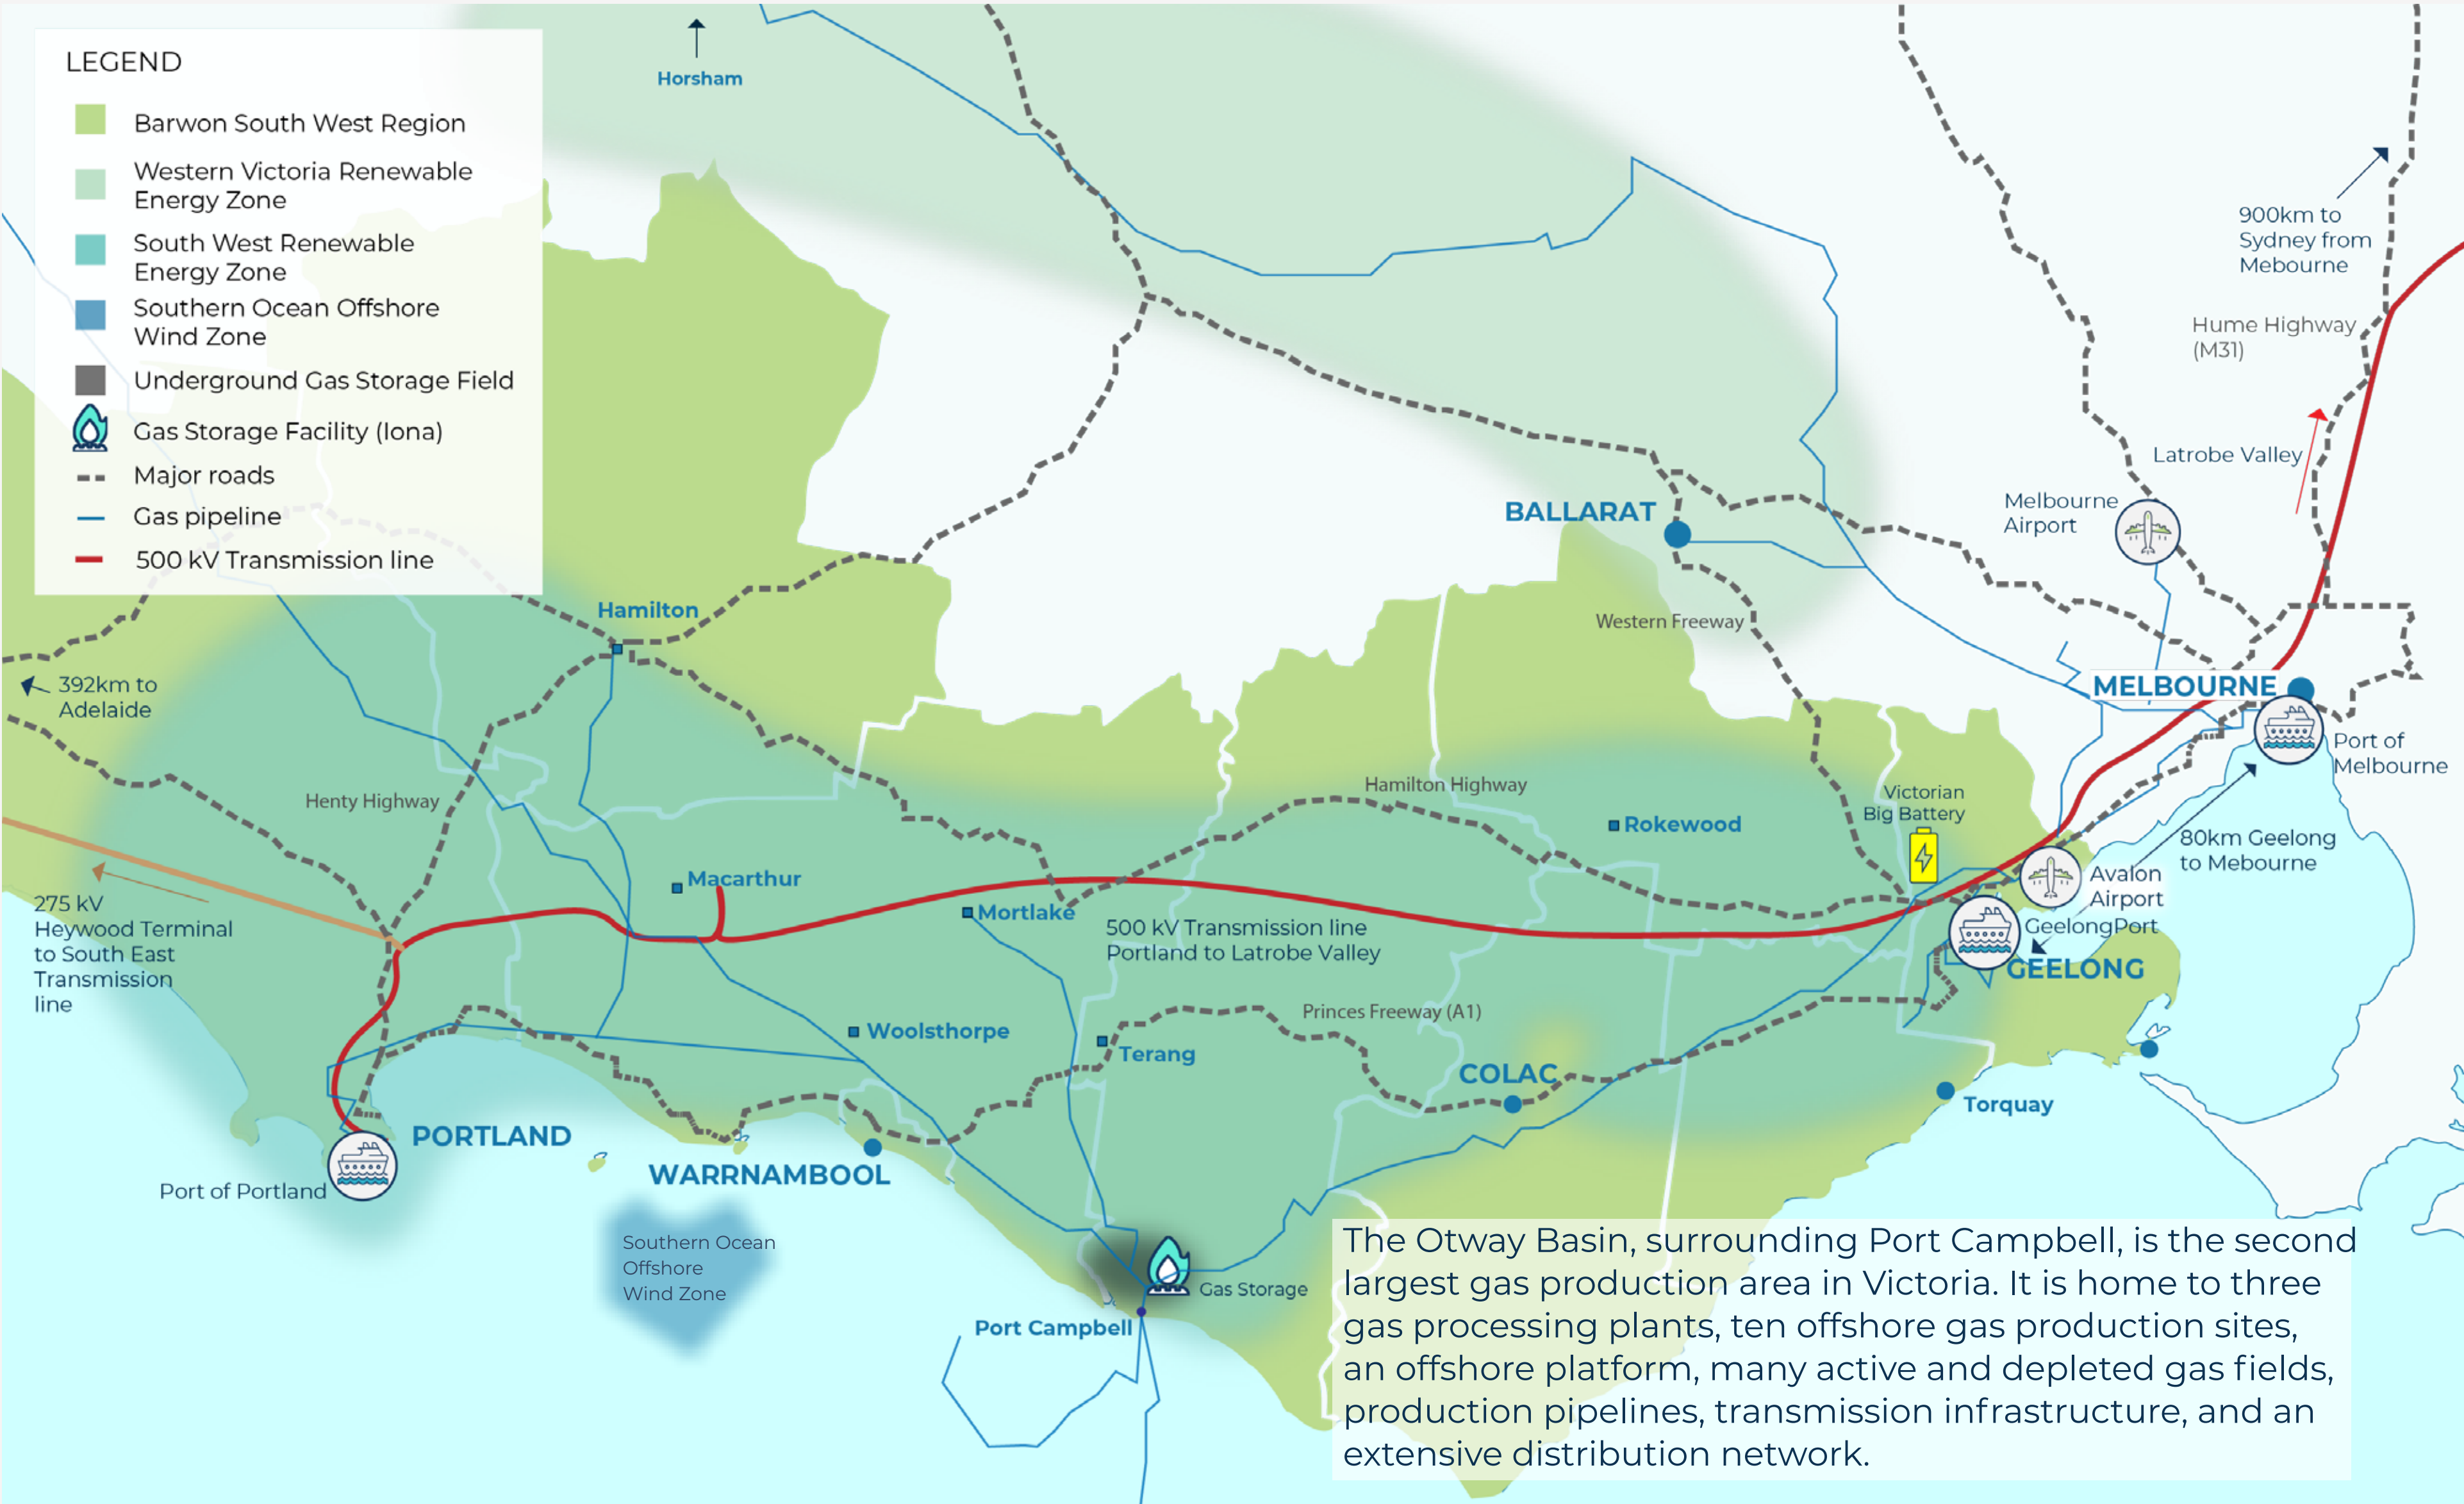 LEGEND
Barwon South West Region
Western Victoria Renewable
Energy Zone
South West Renewable
Energy Zone
Southern Ocean Offshore
Wind Zone
Underground Gas Storage Field
Gas Storage Facility (Iona)
Major roads
Gas pipeline
500 kV Transmission line
Horsham
900km to
Sydney from
Mebourne
Hume Highway
(M31)
Latrobe Valley
Melbourne
Airport
BALLARAT
Western Freeway
Hamilton
392km to
Adelaide
MELBOURNE
Port of
Melbourne
Henty Highway
Hamilton Highway
Victorian
Big Battery
Rokewood
80km Geelong
to Mebourne
Macarthur
Avalon
Airport
275 kV
Heywood Terminal
to South East
Transmission
line
Mortlake
500 kV Transmission line
Portland to Latrobe Valley
GeelongPort
GEELONG
Princes Freeway (A1)
Woolsthorpe
Terang
COLAC
Torquay
PORTLAND
WARRNAMBOOL
Port of Portland
Southern Ocean
Offshore
Wind Zone
Gas Storage
Port Campbell
The Otway Basin, surrounding Port Campbell, is the second
largest gas production area in Victoria. It is home to three
gas processing plants, ten offshore gas production sites,
an offshore platform, many active and depleted gas fields,
production pipelines, transmission infrastructure, and an
extensive distribution network.